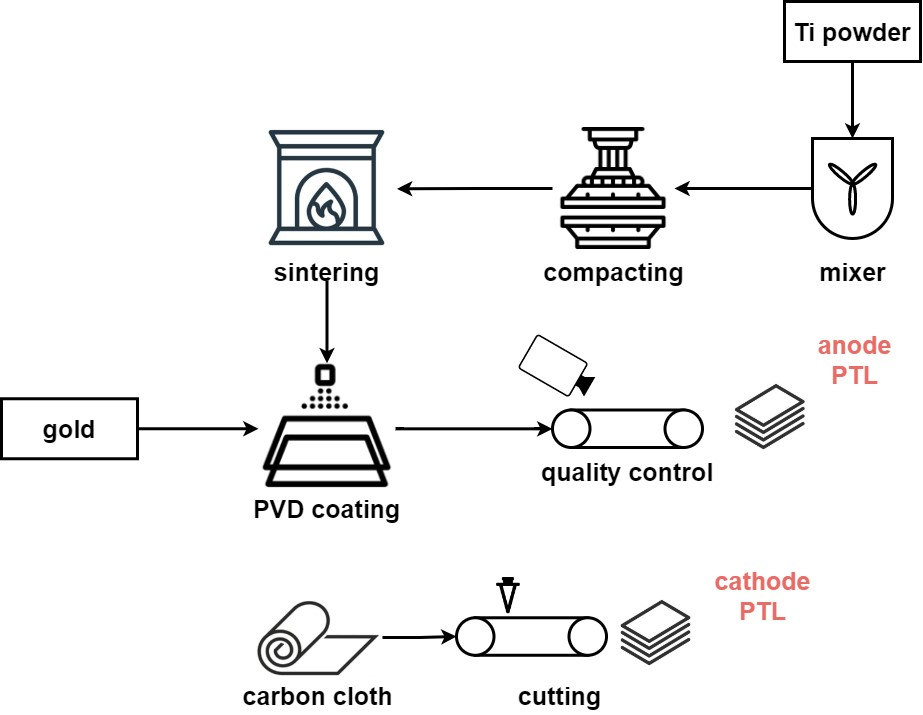 Ti powder
sintering
compacting
mixer
anode
PTL
gold
quality control
PVD coating
cathode
PTL
carbon cloth
cutting